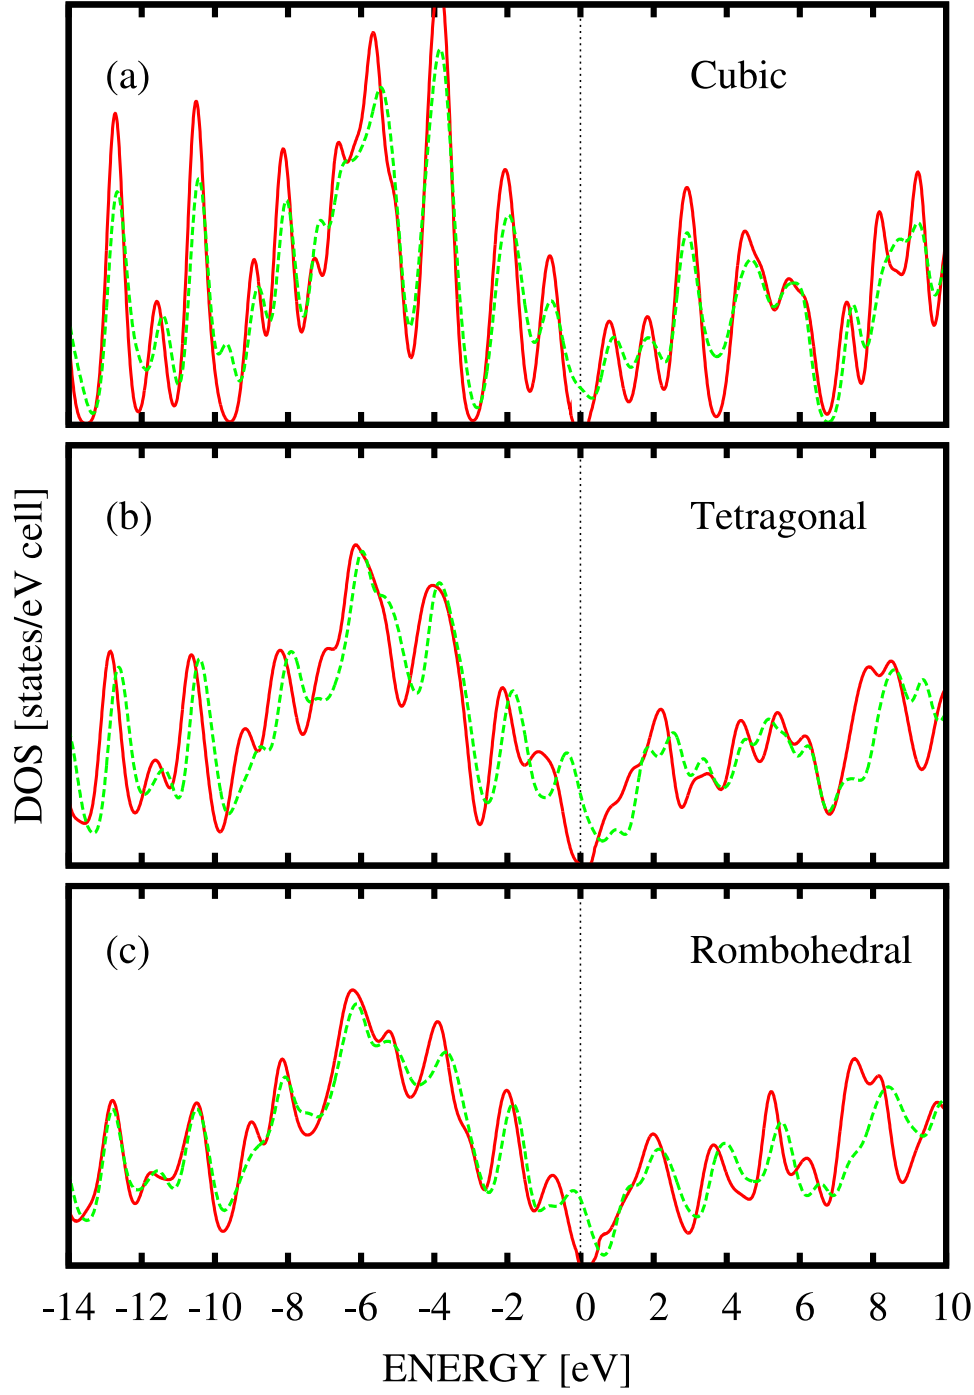 (a) Cubic
(b) Tetragonal
DOS [states/eV cell]
(c) Rombohedral
-14 -12 -10 -8 -6 -4 -2 0 2 4 6 8 10
ENERGY [eV]